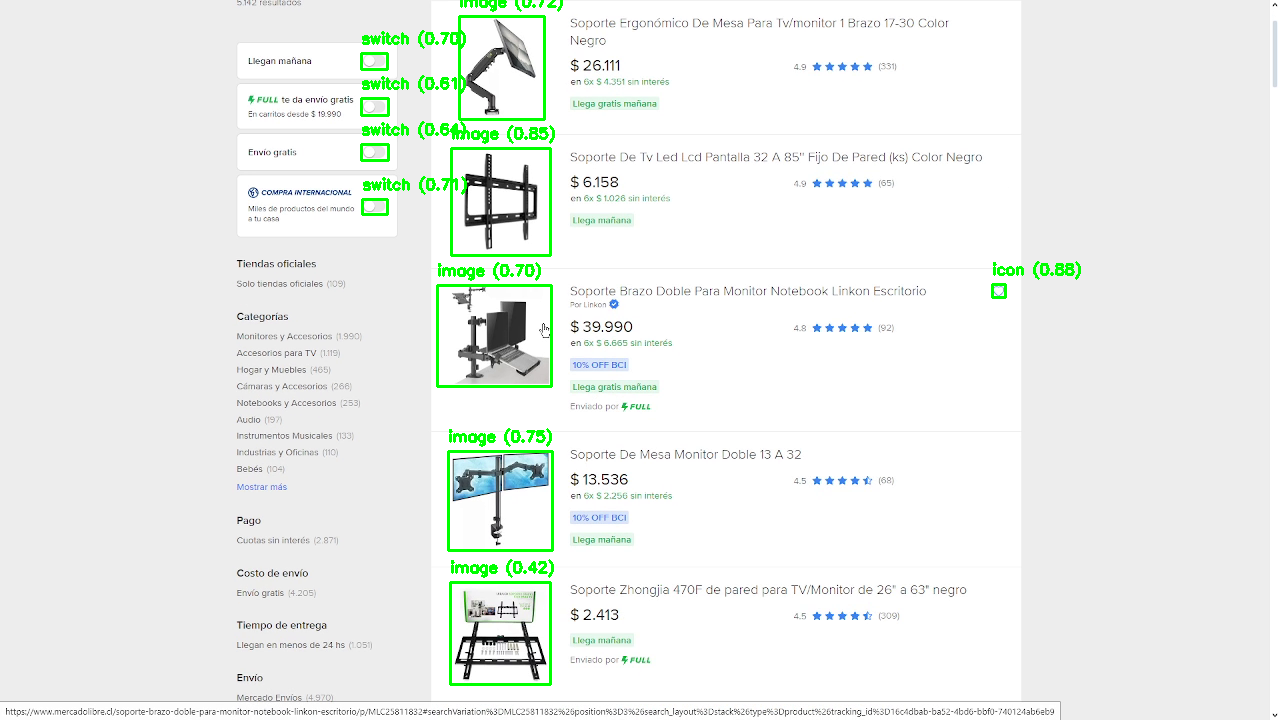 5.142 resultados
switch (0.70)
Llegan mañana
switch (0.61)
FULL te da envío gratis
En carritos desde $ 19.990
switch (0.64)
Envío gratis
switch (0.71)
COMPRA INTERNACIONAL
Miles de productos del mundo
a tu casa
Tiendas oficiales
Solo tiendas oficiales (109)
Categorías
Monitores y Accesorios (1.990)
Accesorios para TV (1.119)
Hogar y Muebles (465)
Cámaras y Accesorios (266)
Notebooks y Accesorios (253)
Audio (197)
Instrumentos Musicales (133)
Industrias y Oficinas (110)
Bebés (104)
Mostrar más
Pago
Cuotas sin interés (2.871)
Costo de envío
Envío gratis (4.205)
Tiempo de entrega
Llegan en menos de 24 hs (1.051)
Envío
Mercado Envíos (4.970)
image (0.72)
Soporte Ergonómico De Mesa Para Tv/monitor 1 Brazo 17-30 Color
Negro
$ 26.111
4.9 (331)
en 6x $ 4.351 sin interés
Llega gratis mañana
image (0.85)
Soporte De Tv Led Lcd Pantalla 32 A 85" Fijo De Pared (ks) Color Negro
$ 6.158
4.9 (65)
en 6x $ 1.026 sin interés
Llega mañana
image (0.70)
icon (0.88)
Soporte Brazo Doble Para Monitor Notebook Linkon Escritorio
Por Linkon
$ 39.990
4.8 (92)
en 6x $ 6.665 sin interés
10% OFF BCI
Llega gratis mañana
Enviado por FULL
image (0.75)
Soporte De Mesa Monitor Doble 13 A 32
$ 13.536
4.5 (68)
en 6x $ 2.256 sin interés
10% OFF BCI
Llega mañana
image (0.42)
Soporte Zhongjia 470F de pared para TV/Monitor de 26" a 63" negro
$ 2.413
4.5 (309)
Llega mañana
Enviado por FULL
https://www.mercadolibre.cl/soporte-brazo-doble-para-monitor-notebook-linkon-escritorio/p/MLC25811832#searchVariation%3DMLC25811832%26position%3D3%26search_layout%3Dstack%26type%3Dproduct%26tracking_id%3D16c4dbab-ba52-4bd6-bbf0-740124ab6eb9